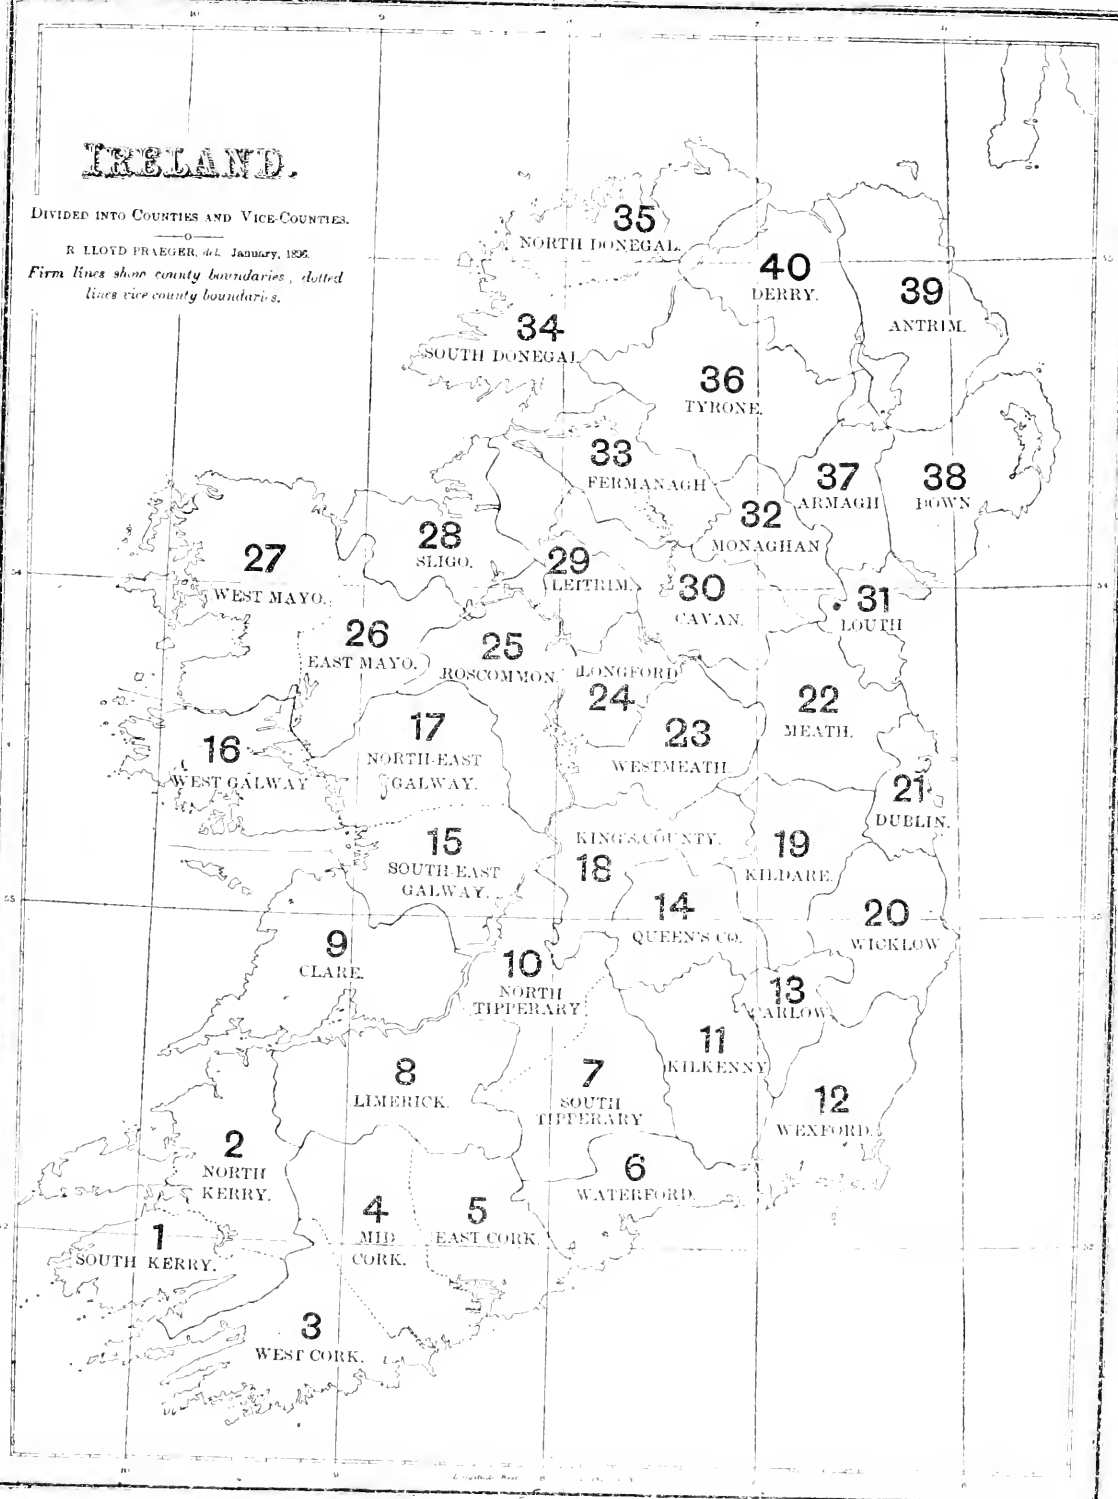 IRELAND.
DIVIDED INTO COUNTIES AND VICE-COUNTIES.
R LLOYD PRAEGER, del. January, 1896.
Firm lines show county boundaries, dotted
lines vice county boundaries.
35
NORTH DONEGAL.
40
DERRY.
39
ANTRIM.
34
SOUTH DONEGAL
36
TYRONE.
33
FERMANAGH
37
ARMAGH
38
DOWN
32
MONAGHAN
28
SLIGO.
27
WEST MAYO.
29
LEITRIM.
30
CAVAN.
31
LOUTH
26
EAST MAYO.
25
ROSCOMMON.
LONGFORD
24
22
MEATH.
23
WESTMEATH.
17
NORTH-EAST
GALWAY.
16
WEST GALWAY
21
DUBLIN.
15
SOUTH-EAST
GALWAY.
KING'S COUNTY.
18
19
KILDARE.
14
QUEEN'S CO.
20
WICKLOW
9
CLARE.
10
NORTH
TIPPERARY
13
CARLOW
11
KILKENNY
8
LIMERICK.
7
SOUTH
TIPPERARY
12
WEXFORD.
2
NORTH
KERRY.
6
WATERFORD.
4
MID
CORK.
5
EAST CORK.
1
SOUTH KERRY.
3
WEST CORK.